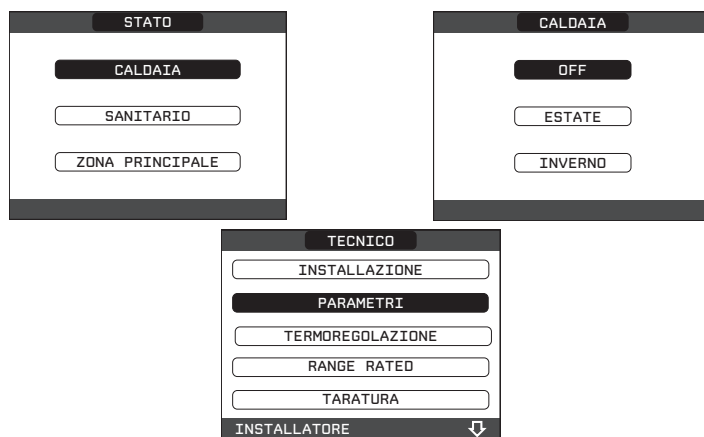 STATO
CALDAIA
SANITARIO
ZONA PRINCIPALE
CALDAIA
OFF
ESTATE
INVERNO
TECNICO
INSTALLAZIONE
PARAMETRI
TERMOREGOLAZIONE
RANGE RATED
TARATURA
INSTALLATORE